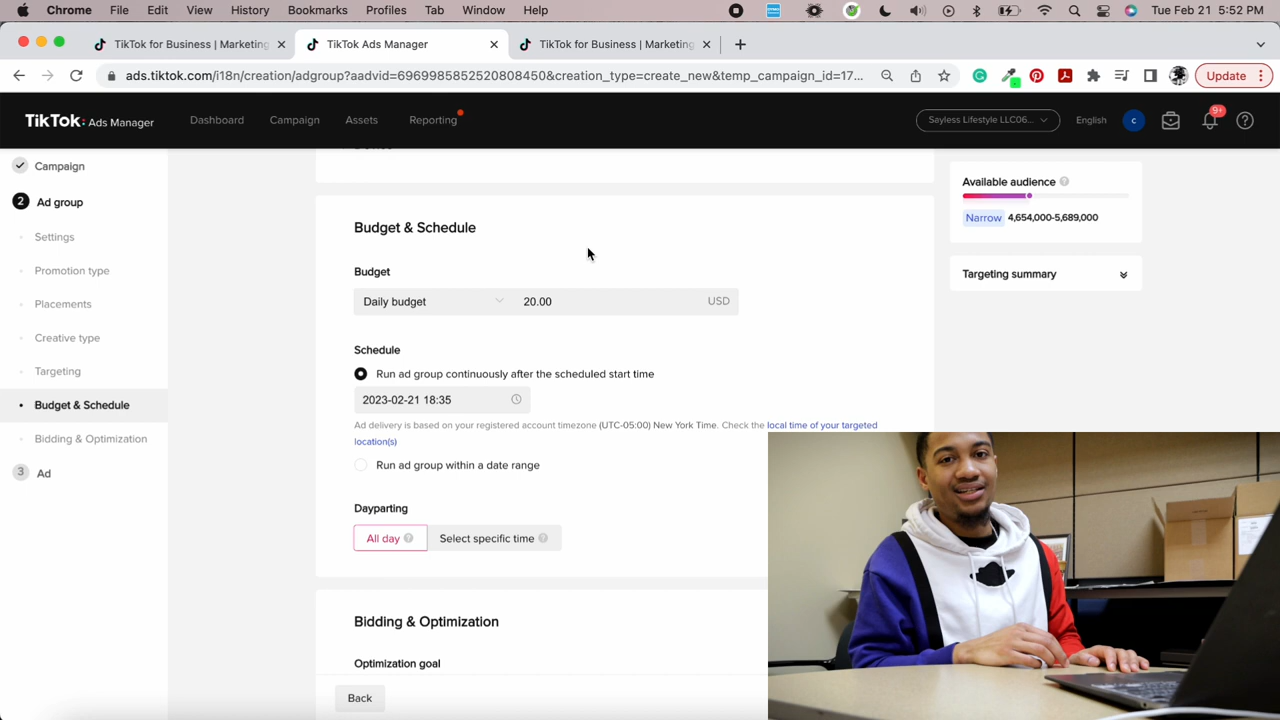 Chrome File Edit View History Bookmarks Profiles Tab Window Help Tue Feb 21 5:52 PM
TikTok for Business | Marketing TikTok Ads Manager TikTok for Business | Marketing
ads.tiktok.com/i18n/creation/adgroup?aadvid=6969985852520808450&creation_type=create_new&temp_campaign_id=17... Update
TikTok: Ads Manager Dashboard Campaign Assets Reporting Sayless Lifestyle LLC06... English c 9+
Campaign
2 Ad group
Settings
Promotion type
Placements
Creative type
Targeting
Budget & Schedule
Bidding & Optimization
3 Ad
Budget & Schedule
Budget
Daily budget 20.00 USD
Schedule
Run ad group continuously after the scheduled start time
2023-02-21 18:35
Ad delivery is based on your registered account timezone (UTC-05:00) New York Time. Check the local time of your targeted
location(s)
Run ad group within a date range
Dayparting
All day Select specific time
Bidding & Optimization
Optimization goal
Back
Available audience
Narrow 4,654,000-5,689,000
Targeting summary